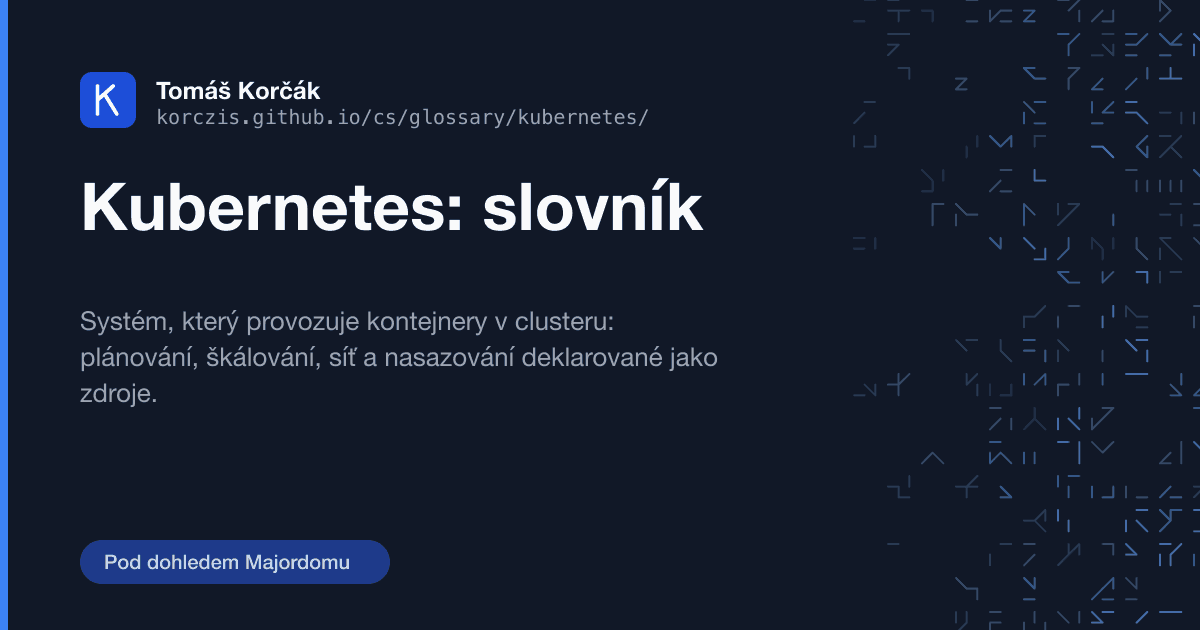 K
Tomáš Korčák
korczis.github.io/cs/glossary/kubernetes/
Kubernetes: slovník
Systém, který provozuje kontejnery v clusteru:
plánování, škálování, síť a nasazování deklarované jako
zdroje.
Pod dohledem Majordomu